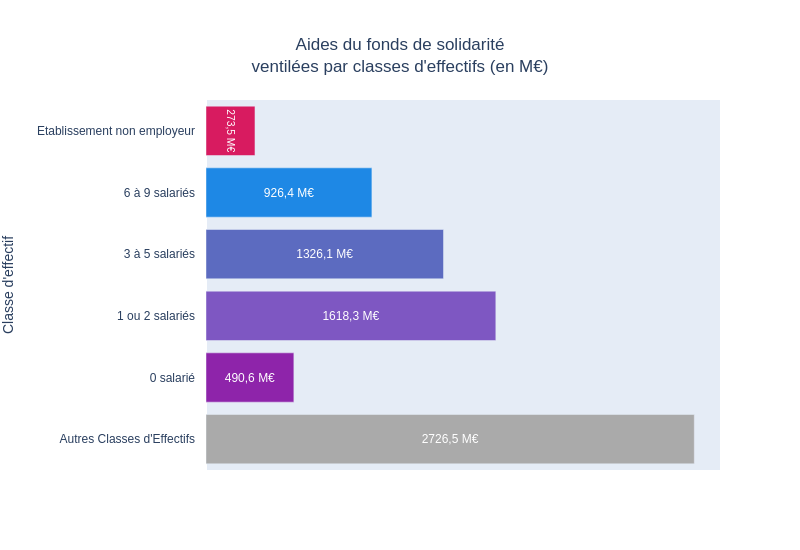 Aides du fonds de solidarité
ventilées par classes d'effectifs (en M€)
Classe d'effectif
Etablissement non employeur
273,5 M€
6 à 9 salariés
926,4 M€
3 à 5 salariés
1326,1 M€
1 ou 2 salariés
1618,3 M€
0 salarié
490,6 M€
Autres Classes d'Effectifs
2726,5 M€